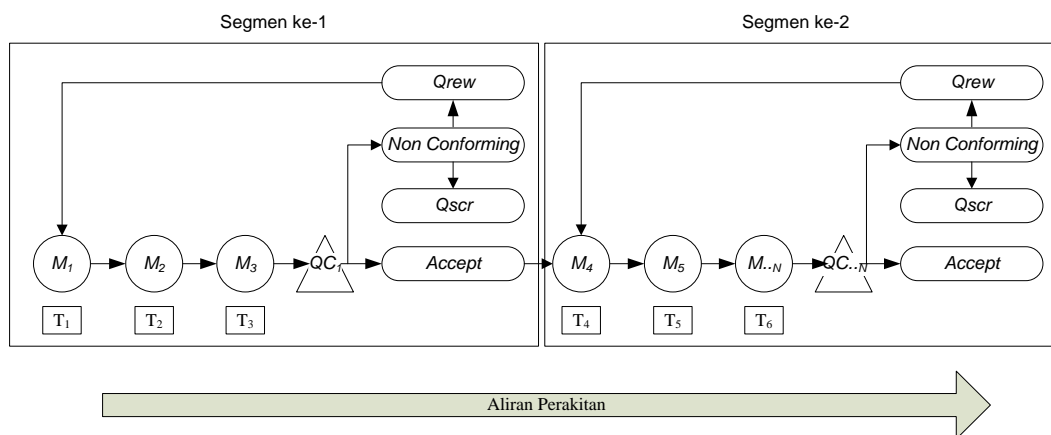 Segmen ke-1
Segmen ke-2
Qrew
Non Conforming
Qscr
M1
M2
M3
QC1
Accept
T1
T2
T3
Qrew
Non Conforming
Qscr
M4
M5
M..N
QC..N
Accept
T4
T5
T6
Aliran Perakitan